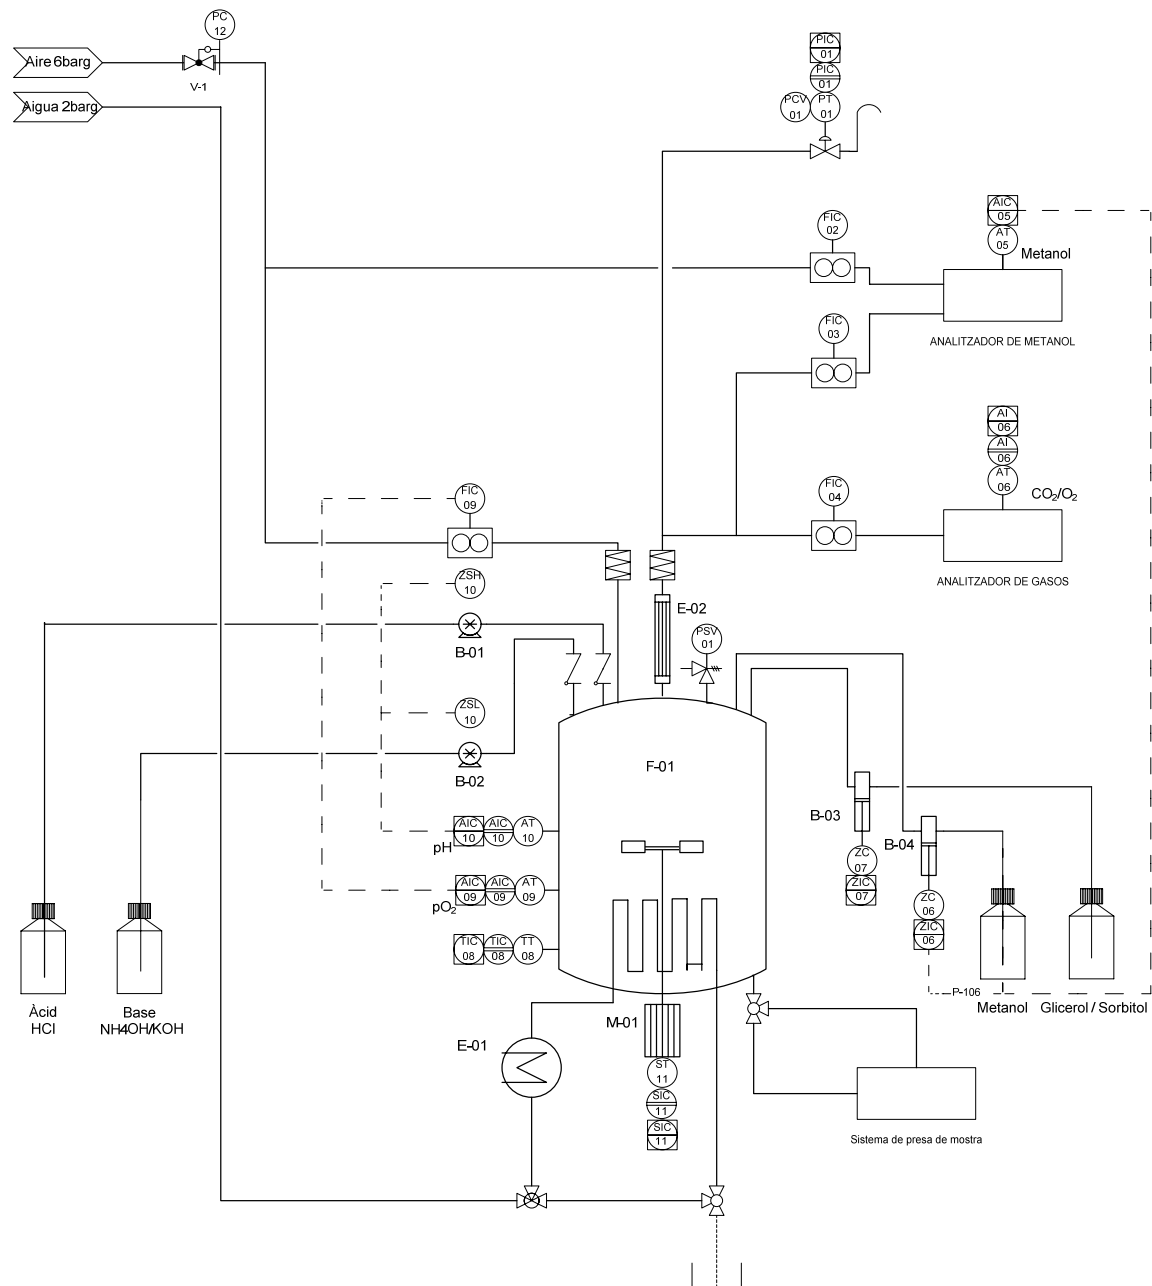 PC
12
Aire 6barg
V-1
Aigua 2barg
PIC
01
PIC
01
PCV
01
PT
01
AIC
05
AT
05
Metanol
FIC
02
ANALITZADOR DE METANOL
FIC
03
AI
06
AI
06
AT
06
CO₂/O₂
FIC
04
ANALITZADOR DE GASOS
FIC
09
ZSH
10
E-02
PSV
01
B-01
ZSL
10
B-02
F-01
B-03
B-04
AIC
10
AIC
10
AT
10
pH
ZC
07
ZIC
07
AIC
09
AIC
09
AT
09
pO₂
ZC
06
ZIC
06
TIC
08
TIC
08
TT
08
P-106
Àcid
HCl
Base
NH4OH/KOH
Metanol
Glicerol / Sorbitol
M-01
E-01
ST
11
SIC
11
SIC
11
Sistema de presa de mostra